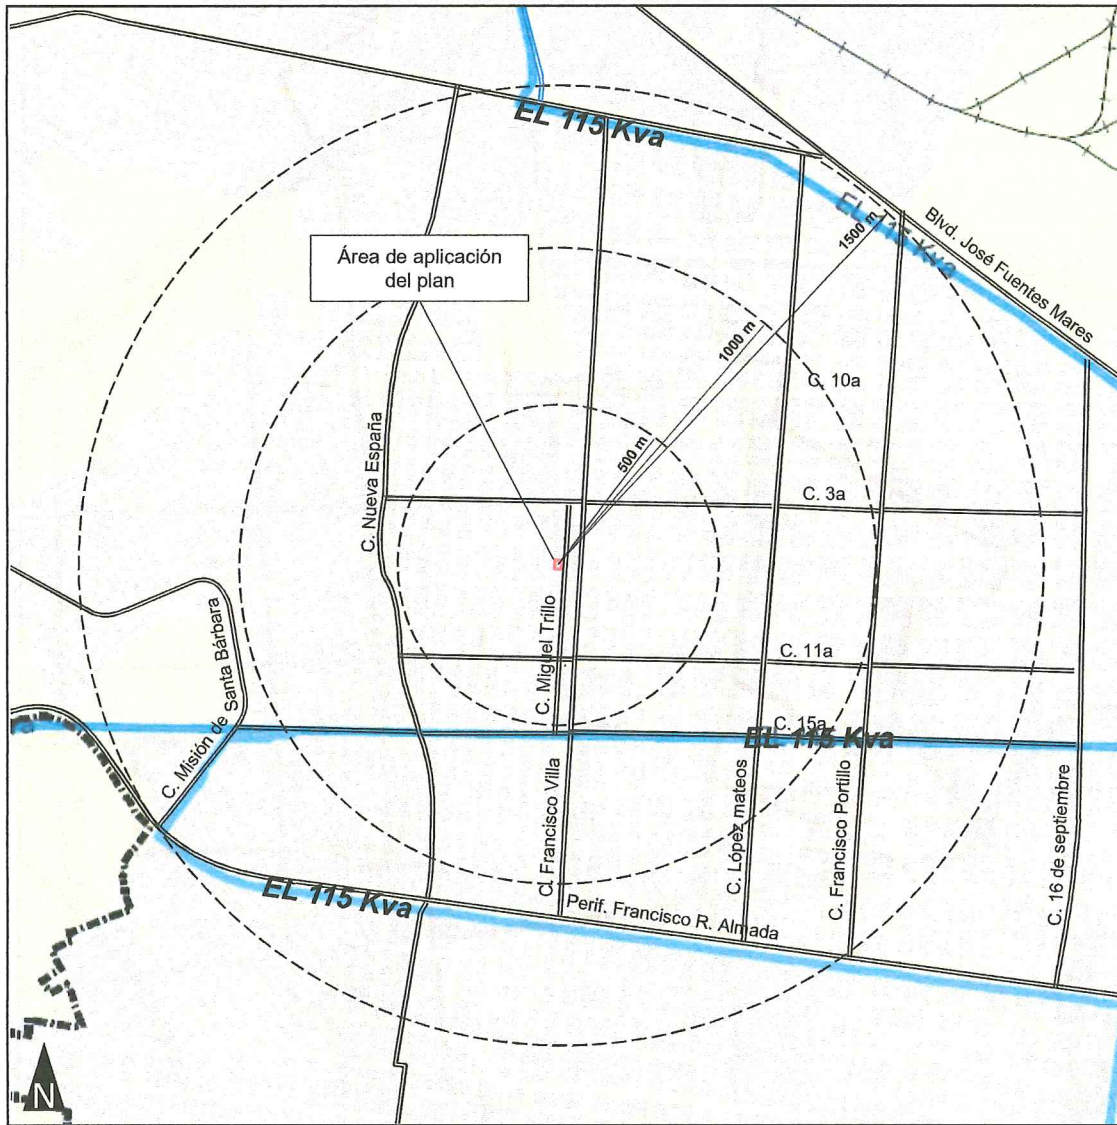 EL 115 Kva
EL 115 Kva
1500 m
Blvd. José Fuentes Mares
Área de aplicación
del plan
1000 m
C. 10a
500 m
C. Nueva España
C. 3a
C. Miguel Trillo
C. 11a
C. Misión de Santa Bárbara
C. 15a
EL 115 Kva
C. Francisco Villa
C. López mateos
C. Francisco Portillo
C. 16 de septiembre
EL 115 Kva
Perif. Francisco R. Almada
N